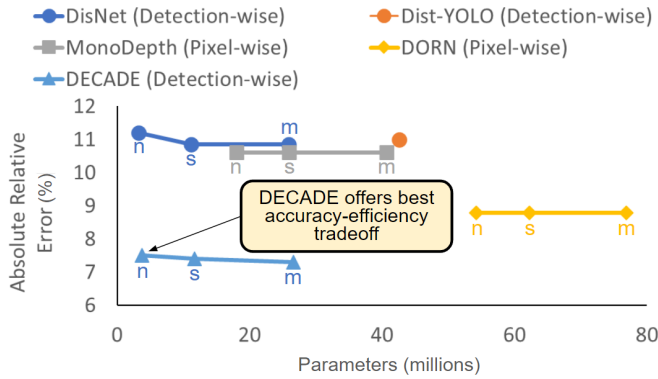 DisNet (Detection-wise)
Dist-YOLO (Detection-wise)
MonoDepth (Pixel-wise)
DORN (Pixel-wise)
DECADE (Detection-wise)
Absolute Relative
Error (%)
12
11
10
9
8
7
6
n
s
m
n
s
m
DECADE offers best
accuracy-efficiency
tradeoff
n
s
m
n
s
m
0
20
40
60
80
Parameters (millions)